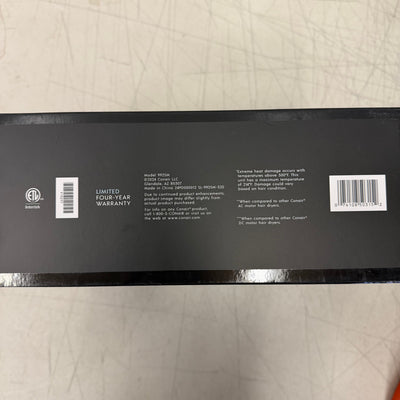 ETL
Intertek
LIMITED
FOUR-YEAR
WARRANTY
Model 992SM
©2024 Conair LLC
Glendale, AZ 85307
Made in China
Due to continued product enhancements,
product image may differ slightly from
actual product purchased.
For info on any Conair® product,
call 1-800-3-CONAIR or visit us on
the web at www.conair.com
*Extreme heat damage occurs with
temperatures above 300°F. This
unit has a maximum temperature
of 218°F. Damage could vary
based on hair condition.
**When compared to other Conair®
AC motor hair dryers.
***When compared to other Conair®
DC motor hair dryers.